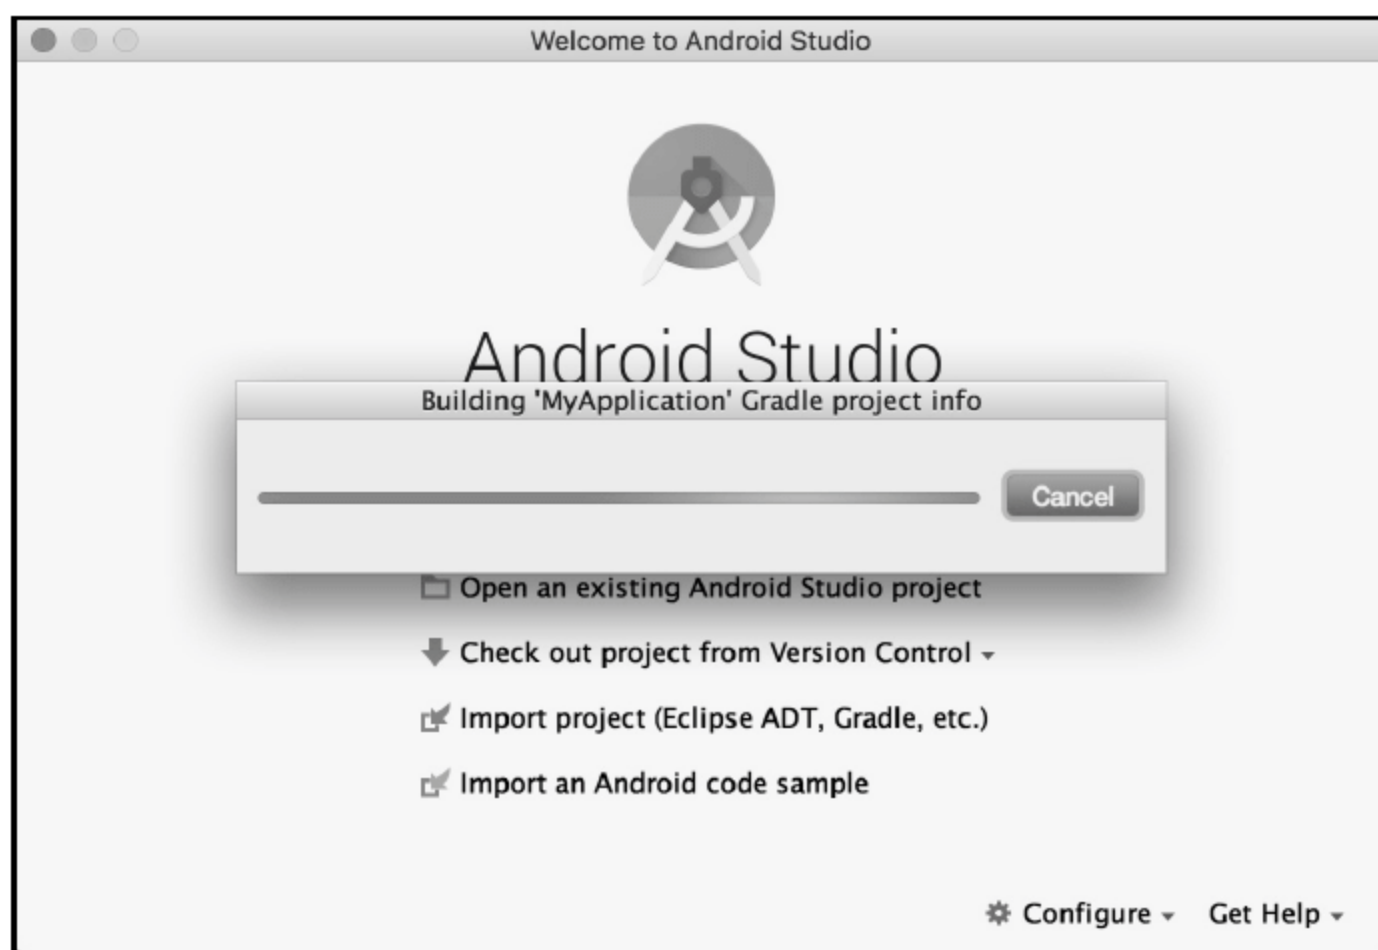 Welcome to Android Studio
Android Studio
Building 'MyApplication' Gradle project info
Cancel
Open an existing Android Studio project
Check out project from Version Control
Import project (Eclipse ADT, Gradle, etc.)
Import an Android code sample
Configure
Get Help